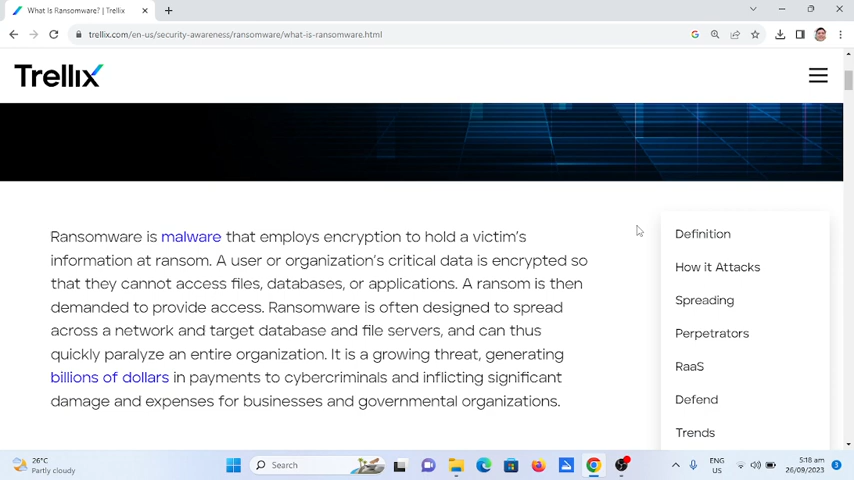 What Is Ransomware? | Trellix
trellix.com/en-us/security-awareness/ransomware/what-is-ransomware.html
Trellix
Ransomware is malware that employs encryption to hold a victim's
information at ransom. A user or organization's critical data is encrypted so
that they cannot access files, databases, or applications. A ransom is then
demanded to provide access. Ransomware is often designed to spread
across a network and target database and file servers, and can thus
quickly paralyze an entire organization. It is a growing threat, generating
billions of dollars in payments to cybercriminals and inflicting significant
damage and expenses for businesses and governmental organizations.
Definition
How it Attacks
Spreading
Perpetrators
RaaS
Defend
Trends
26°C
Partly cloudy
Search
ENG
US
5:18 am
26/09/2023
3